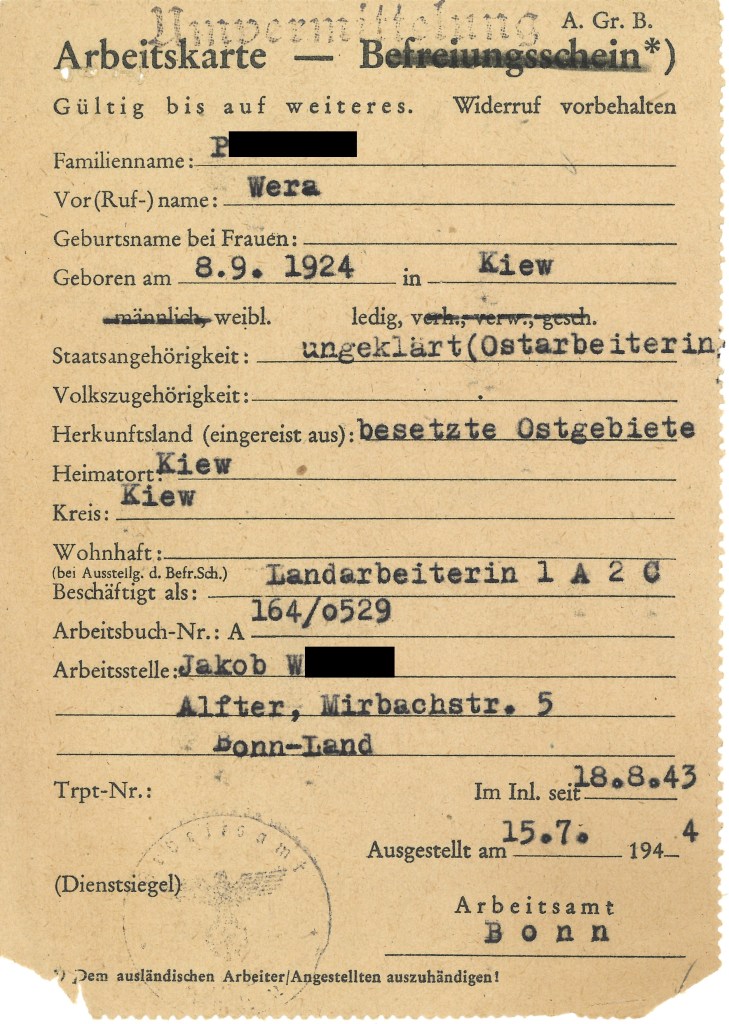 Umvermittelung
A. Gr. B.
Arbeitskarte — Befreiungsschein*)
Gültig bis auf weiteres. Widerruf vorbehalten
Familienname: P
Vor(Ruf-)name: Wera
Geburtsname bei Frauen:
Geboren am 8.9. 1924 in Kiew
männlich, weibl. ledig, verh., verw., gesch.
Staatsangehörigkeit: ungeklärt(Ostarbeiterin)
Volkszugehörigkeit:
Herkunftsland (eingereist aus): besetzte Ostgebiete
Heimatort: Kiew
Kreis: Kiew
Wohnhaft:
(bei Ausstellg. d. Befr.Sch.)
Beschäftigt als: Landarbeiterin 1 A 2 C
Arbeitsbuch-Nr.: A 164/o529
Arbeitsstelle: Jakob W
Alfter, Mirbachstr. 5
Bonn-Land
Trpt-Nr.: Im Inl. seit 18.8.43
Ausgestellt am 15.7. 1944
Arbeitsamt
(Dienstsiegel)
Arbeitsamt
Bonn
*) Dem ausländischen Arbeiter/Angestellten auszuhändigen!